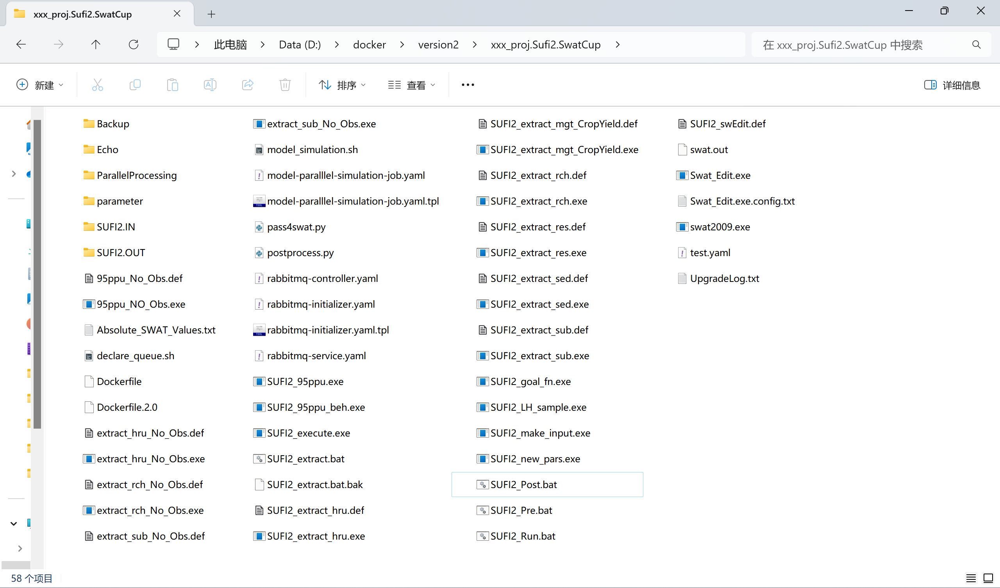 xxx_proj.Sufi2.SwatCup
此电脑 Data (D:) docker version2 xxx_proj.Sufi2.SwatCup
在 xxx_proj.Sufi2.SwatCup 中搜索
新建 排序 查看 详细信息
Backup
Echo
ParallelProcessing
parameter
SUFI2.IN
SUFI2.OUT
95ppu_No_Obs.def
95ppu_NO_Obs.exe
Absolute_SWAT_Values.txt
declare_queue.sh
Dockerfile
Dockerfile.2.0
extract_hru_No_Obs.def
extract_hru_No_Obs.exe
extract_rch_No_Obs.def
extract_rch_No_Obs.exe
extract_sub_No_Obs.def
extract_sub_No_Obs.exe
model_simulation.sh
model-paralllel-simulation-job.yaml
model-paralllel-simulation-job.yaml.tpl
pass4swat.py
postprocess.py
rabbitmq-controller.yaml
rabbitmq-initializer.yaml
rabbitmq-initializer.yaml.tpl
rabbitmq-service.yaml
SUFI2_95ppu.exe
SUFI2_95ppu_beh.exe
SUFI2_execute.exe
SUFI2_extract.bat
SUFI2_extract.bat.bak
SUFI2_extract_hru.def
SUFI2_extract_hru.exe
SUFI2_extract_mgt_CropYield.def
SUFI2_extract_mgt_CropYield.exe
SUFI2_extract_rch.def
SUFI2_extract_rch.exe
SUFI2_extract_res.def
SUFI2_extract_res.exe
SUFI2_extract_sed.def
SUFI2_extract_sed.exe
SUFI2_extract_sub.def
SUFI2_extract_sub.exe
SUFI2_goal_fn.exe
SUFI2_LH_sample.exe
SUFI2_make_input.exe
SUFI2_new_pars.exe
SUFI2_Post.bat
SUFI2_Pre.bat
SUFI2_Run.bat
SUFI2_swEdit.def
swat.out
Swat_Edit.exe
Swat_Edit.exe.config.txt
swat2009.exe
test.yaml
UpgradeLog.txt
58 个项目